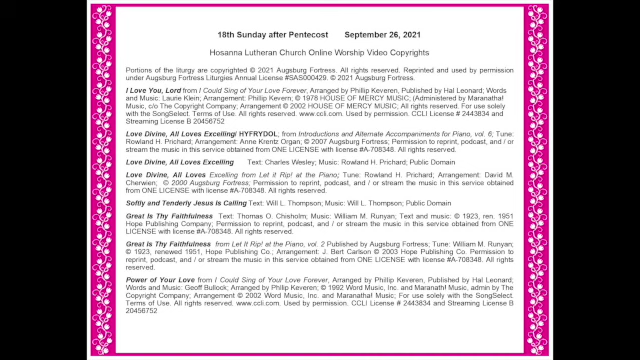 18th Sunday after Pentecost September 26, 2021
Hosanna Lutheran Church Online Worship Video Copyrights
Portions of the liturgy are copyrighted © 2021 Augsburg Fortress. All rights reserved. Reprinted and used by permission
under Augsburg Fortress Liturgies Annual License #SAS000429. © 2021 Augsburg Fortress.
I Love You, Lord from I Could Sing of Your Love Forever, Arranged by Phillip Keveren, Published by Hal Leonard; Words
and Music: Laurie Klein; Arrangement: Phillip Kevern; © 1978 HOUSE OF MERCY MUSIC; (Administered by Maranatha!
Music, c/o The Copyright Company, Arrangement © 2002 HOUSE OF MERCY MUSIC; All rights reserved. For use solely
with the SongSelect. Terms of Use. All rights reserved. www.ccli.com. Used by permission. CCLI License # 2443834 and
Streaming License B 20456752
Love Divine, All Loves Excelling/ HYFRYDOL; from Introductions and Alternate Accompaniments for Piano, vol. 6; Tune:
Rowland H. Prichard; Arrangement: Anne Krentz Organ; © 2007 Augsburg Fortress; Permission to reprint, podcast, and / or
stream the music in this service obtained from ONE LICENSE with license #A-708348. All rights reserved.
Love Divine, All Loves Excelling Text: Charles Wesley; Music: Rowland H. Prichard; Public Domain
Love Divine, All Loves Excelling from Let it Rip! at the Piano; Tune: Rowland H. Prichard; Arrangement: David M.
Cherwien; © 2000 Augsburg Fortress; Permission to reprint, podcast, and / or stream the music in this service obtained
from ONE LICENSE with license #A-708348. All rights reserved.
Softly and Tenderly Jesus Is Calling Text: Will L. Thompson; Music: Will L. Thompson; Public Domain
Great Is Thy Faithfulness Text: Thomas O. Chisholm; Music: William M. Runyan; Text and music: © 1923, ren. 1951
Hope Publishing Company; Permission to reprint, podcast, and / or stream the music in this service obtained from ONE
LICENSE with license #A-708348. All rights reserved.
Great Is Thy Faithfulness from Let It Rip! at the Piano, vol. 2 Published by Augsburg Fortress; Tune: William M. Runyan;
© 1923, renewed 1951, Hope Publishing Co.; Arrangement: J. Bert Carlson © 2003 Hope Publishing Co. Permission to
reprint, podcast, and / or stream the music in this service obtained from ONE LICENSE with license #A-708348. All rights
reserved.
Power of Your Love from I Could Sing of Your Love Forever, Arranged by Phillip Keveren, Published by Hal Leonard;
Words and Music: Geoff Bullock; Arranged by Phillip Keveren; © 1992 Word Music, Inc. and Maranatha! Music, admin by The
Copyright Company; Arrangement © 2002 Word Music, Inc. and Maranatha! Music; For use solely with the SongSelect.
Terms of Use. All rights reserved. www.ccli.com. Used by permission. CCLI License # 2443834 and Streaming License B
20456752